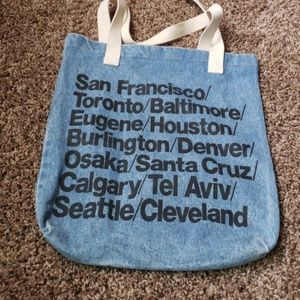 San Francisco/
Toronto/Baltimore/
Eugene/Houston/
Burlington/Denver/
Osaka/Santa Cruz/
Calgary/Tel Aviv/
Seattle/Cleveland